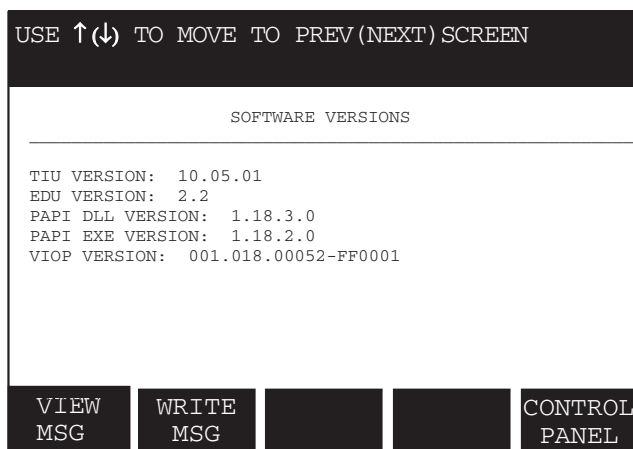 USE ↑(↓) TO MOVE TO PREV(NEXT)SCREEN
SOFTWARE VERSIONS
TIU VERSION: 10.05.01
EDU VERSION: 2.2
PAPI DLL VERSION: 1.18.3.0
PAPI EXE VERSION: 1.18.2.0
VIOP VERSION: 001.018.00052-FF0001
VIEW MSG
WRITE MSG
CONTROL PANEL